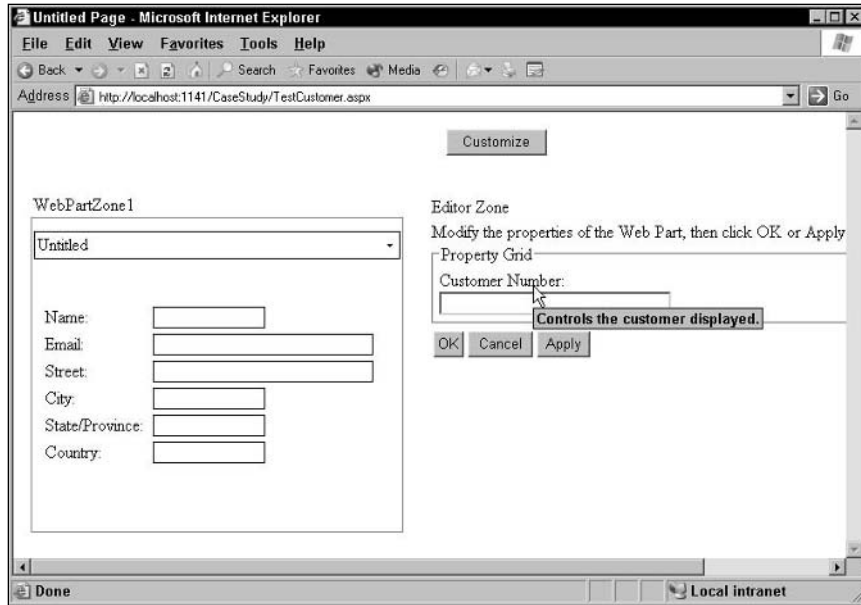 Untitled Page - Microsoft Internet Explorer
File Edit View Favorites Tools Help
Back Search Favorites Media
Address http://localhost:1141/CaseStudy/TestCustomer.aspx Go
Customize
WebPartZone1
Untitled
Name:
Email:
Street:
City:
State/Province:
Country:
Editor Zone
Modify the properties of the Web Part, then click OK or Apply
Property Grid
Customer Number:
Controls the customer displayed.
OK Cancel Apply
Done Local intranet